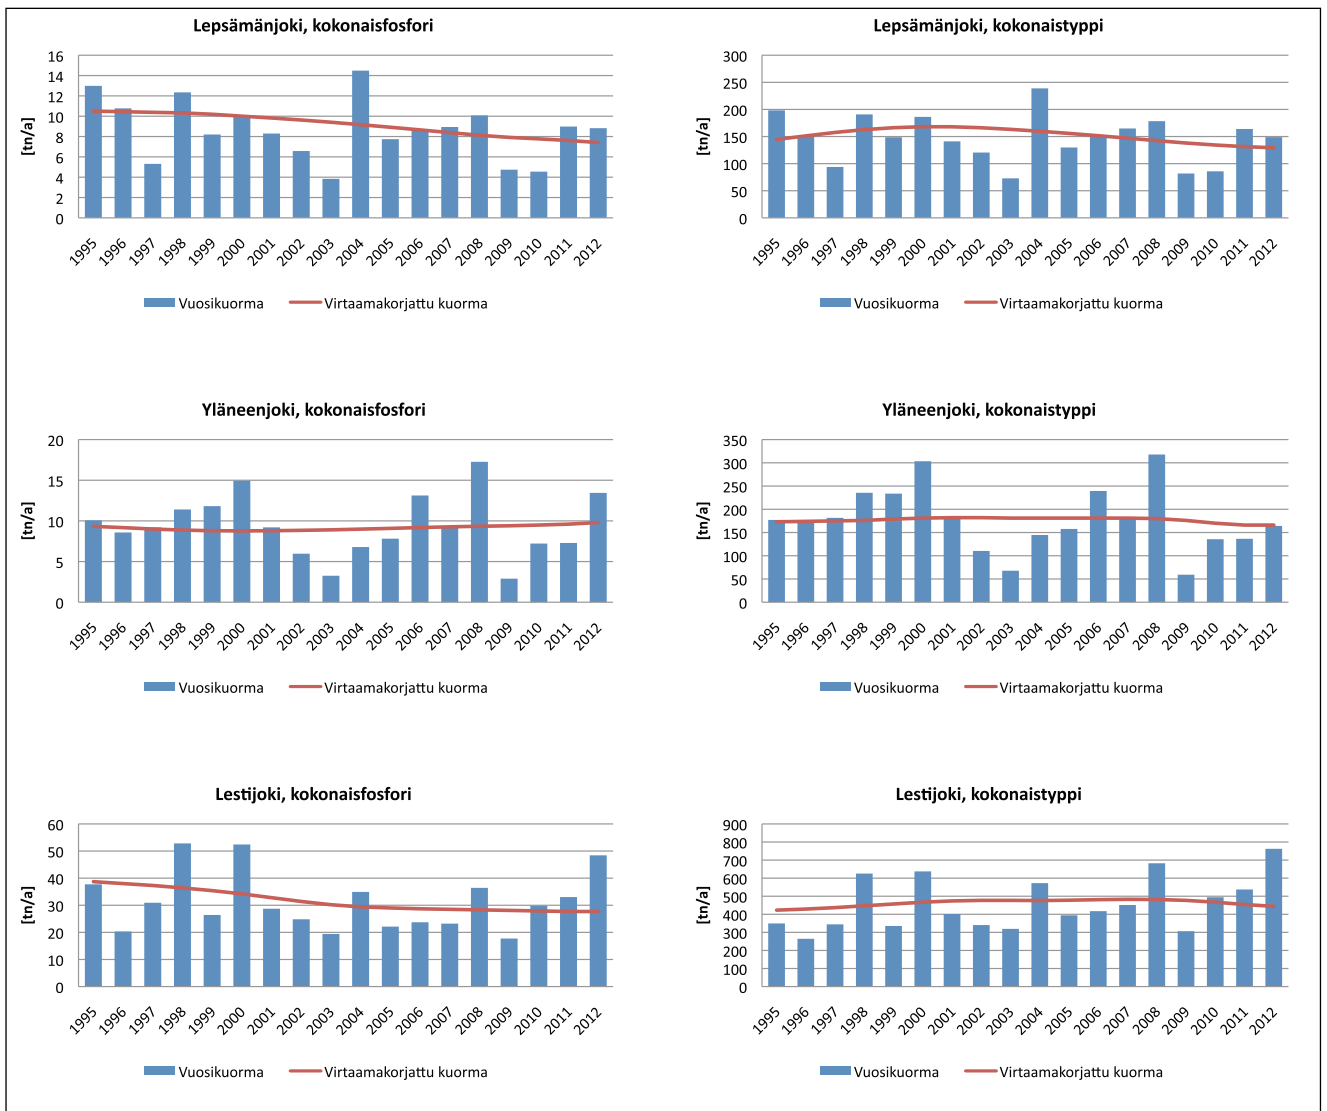 Lepsämänjoki, kokonaisfosfori
[tn/a]
16
14
12
10
8
6
4
2
0
1995 1996 1997 1998 1999 2000 2001 2002 2003 2004 2005 2006 2007 2008 2009 2010 2011 2012
Vuosikuorma Virtaamakorjattu kuorma
Lepsämänjoki, kokonaistyppi
[tn/a]
300
250
200
150
100
50
0
1995 1996 1997 1998 1999 2000 2001 2002 2003 2004 2005 2006 2007 2008 2009 2010 2011 2012
Vuosikuorma Virtaamakorjattu kuorma
Yläneenjoki, kokonaisfosfori
[tn/a]
20
15
10
5
0
1995 1996 1997 1998 1999 2000 2001 2002 2003 2004 2005 2006 2007 2008 2009 2010 2011 2012
Vuosikuorma Virtaamakorjattu kuorma
Yläneenjoki, kokonaistyppi
[tn/a]
350
300
250
200
150
100
50
0
1995 1996 1997 1998 1999 2000 2001 2002 2003 2004 2005 2006 2007 2008 2009 2010 2011 2012
Vuosikuorma Virtaamakorjattu kuorma
Lestijoki, kokonaisfosfori
[tn/a]
60
50
40
30
20
10
0
1995 1996 1997 1998 1999 2000 2001 2002 2003 2004 2005 2006 2007 2008 2009 2010 2011 2012
Vuosikuorma Virtaamakorjattu kuorma
Lestijoki, kokonaistyppi
[tn/a]
900
800
700
600
500
400
300
200
100
0
1995 1996 1997 1998 1999 2000 2001 2002 2003 2004 2005 2006 2007 2008 2009 2010 2011 2012
Vuosikuorma Virtaamakorjattu kuorma